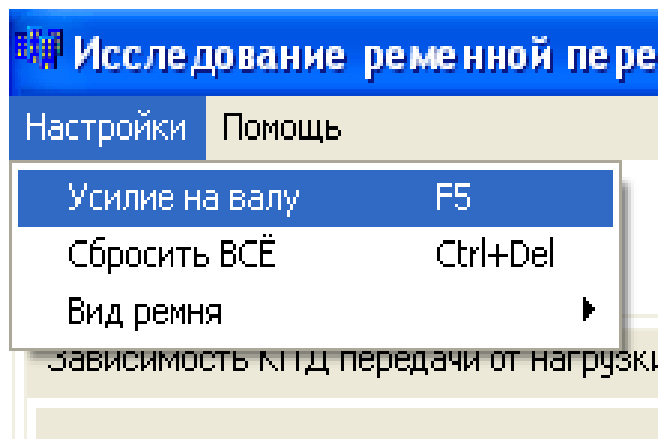 Исследование ременной пере
Настройки Помощь
Усилие на валу F5
Сбросить ВСЁ Ctrl+Del
Вид ремня
Зависимость КПД передачи от нагрузки